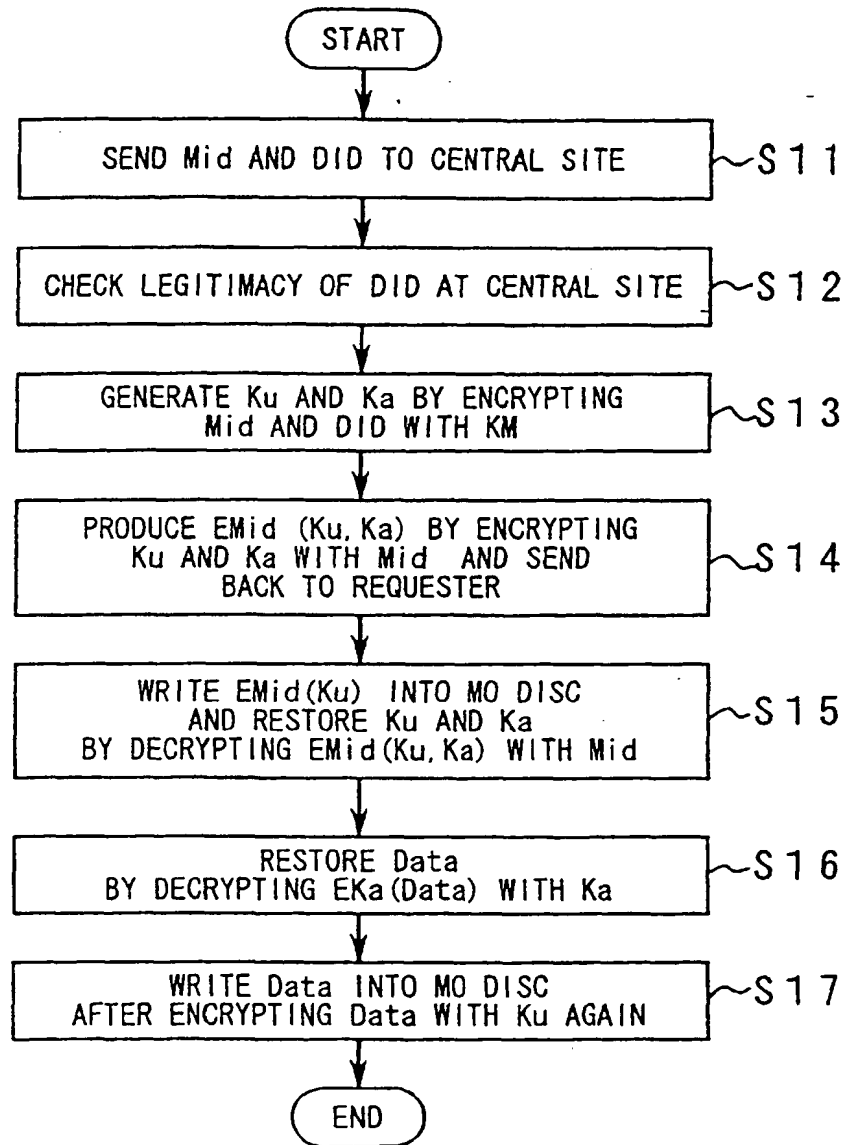 START
SEND Mid AND DID TO CENTRAL SITE
S11
CHECK LEGITIMACY OF DID AT CENTRAL SITE
S12
GENERATE Ku AND Ka BY ENCRYPTING
Mid AND DID WITH KM
S13
PRODUCE EMid (Ku, Ka) BY ENCRYPTING
Ku AND Ka WITH Mid AND SEND
BACK TO REQUESTER
S14
WRITE EMid(Ku) INTO MO DISC
AND RESTORE Ku AND Ka
BY DECRYPTING EMid(Ku, Ka) WITH Mid
S15
RESTORE Data
BY DECRYPTING EKa(Data) WITH Ka
S16
WRITE Data INTO MO DISC
AFTER ENCRYPTING Data WITH Ku AGAIN
S17
END